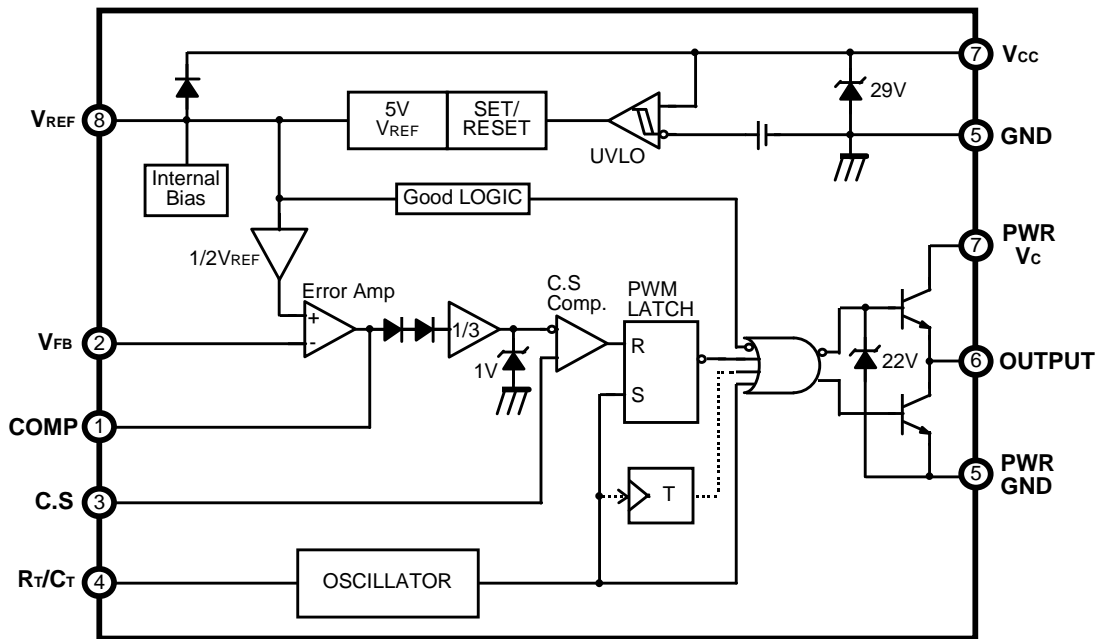 7
VCC
29V
8
VREF
5V
VREF
SET/
RESET
UVLO
5
GND
Internal
Bias
Good LOGIC
1/2VREF
7
PWR
VC
Error Amp
C.S
Comp.
PWM
LATCH
+
-
1/3
1V
R
S
22V
VFB
2
6
OUTPUT
COMP
1
5
PWR
GND
C.S
3
T
RT/CT
4
OSCILLATOR